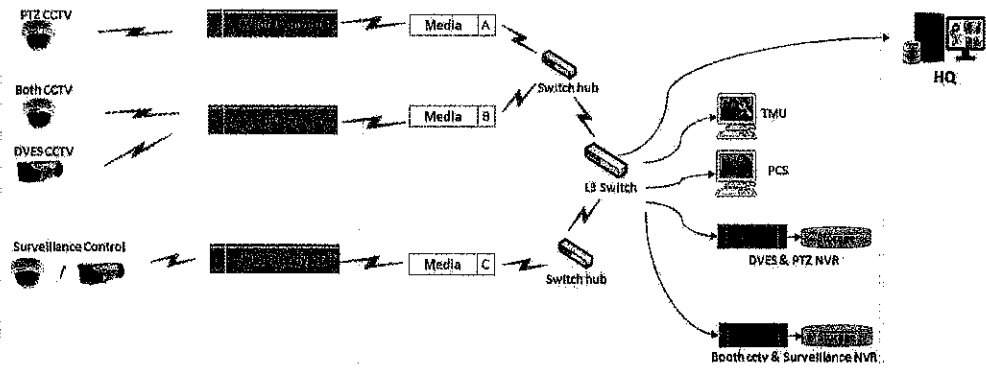 PTZ CCTV
Media A
Switch hub
HQ
Both CCTV
Media B
TMU
DVES CCTV
L3 Switch
PCS
Surveillance Control
/
Media C
Switch hub
DVES & PTZ NVR
Booth cctv & Surveillance NVR